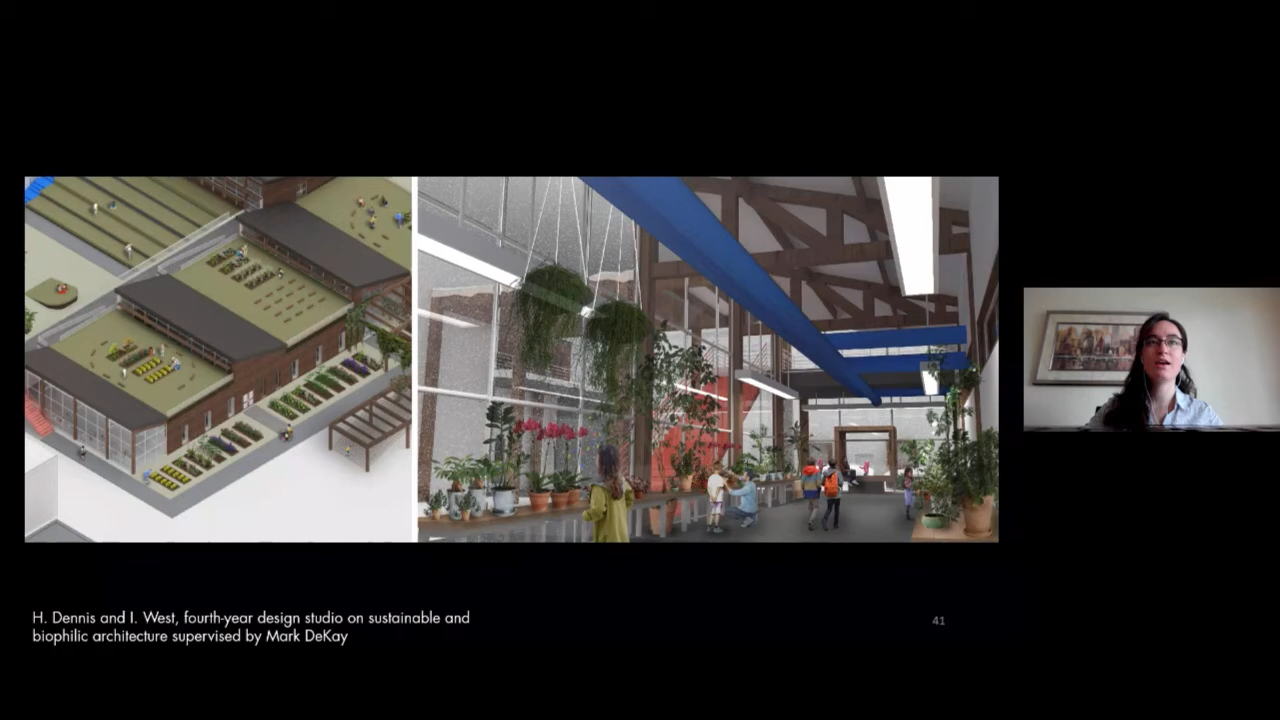 H. Dennis and I. West, fourth-year design studio on sustainable and
biophilic architecture supervised by Mark DeKay
41